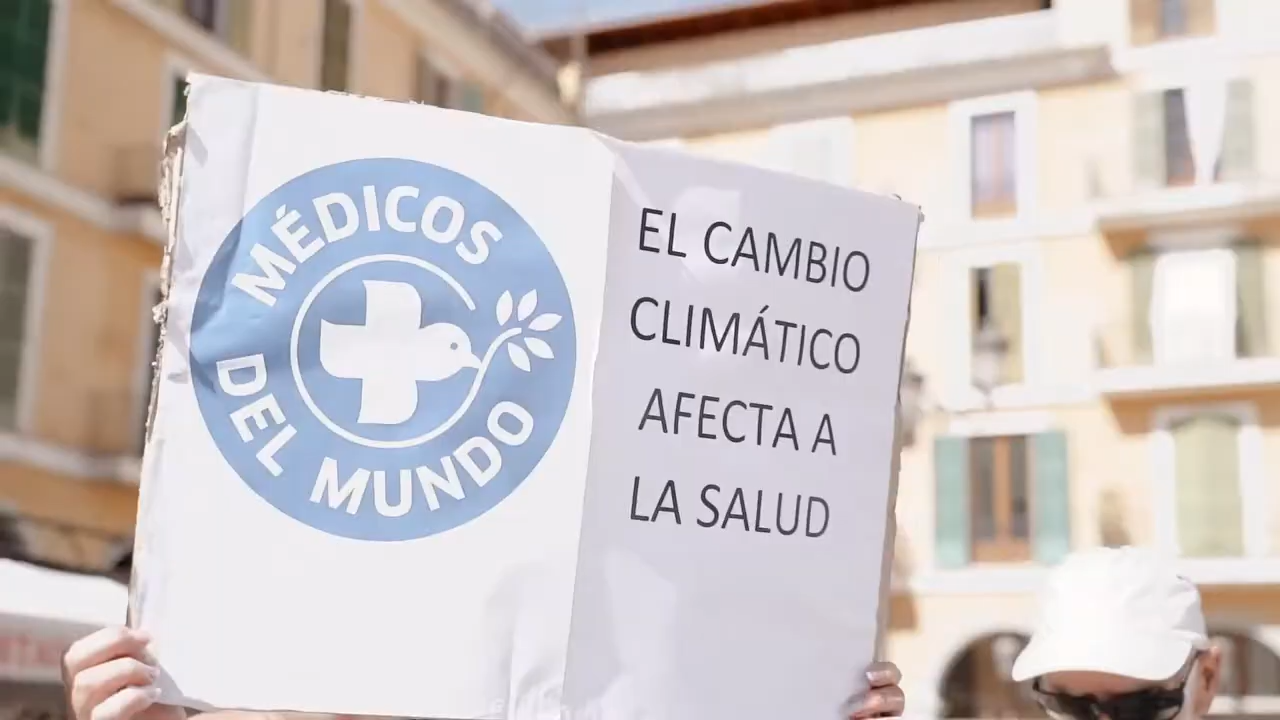 MÉDICOS
DEL MUNDO
EL CAMBIO
CLIMÁTICO
AFECTA A
LA SALUD